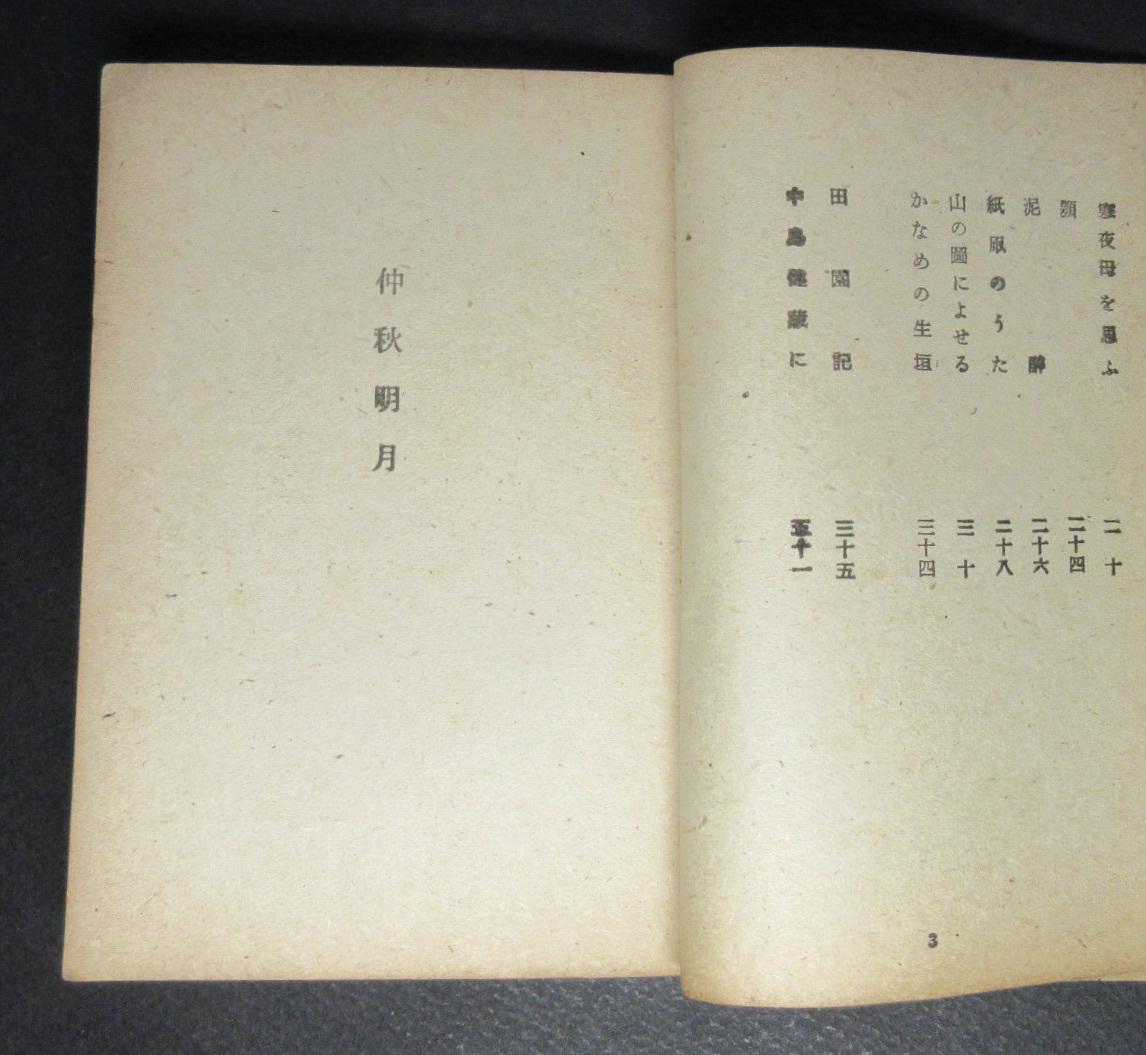 寒夜母を思ふ 二十
顎 二十四
泥醉 二十六
紙凧のうた 二十八
山の圖によせる 三十
かなめの生垣 三十四
田園記 三十五
中島健藏に 五十一
3
仲秋明月